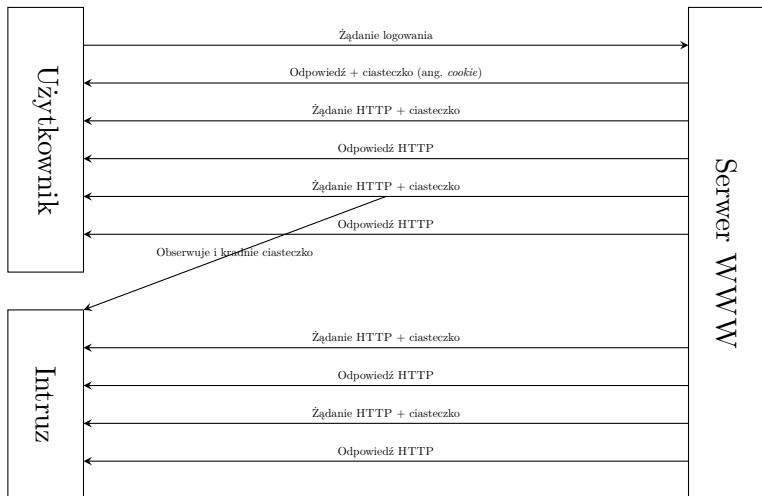 Żądanie logowania
Odpowiedź + ciasteczko (ang. cookie)
Żądanie HTTP + ciasteczko
Odpowiedź HTTP
Żądanie HTTP + ciasteczko
Odpowiedź HTTP
Użytkownik
Serwer WWW
Obserwuje i kradnie ciasteczko
Żądanie HTTP + ciasteczko
Odpowiedź HTTP
Żądanie HTTP + ciasteczko
Odpowiedź HTTP
Intruz